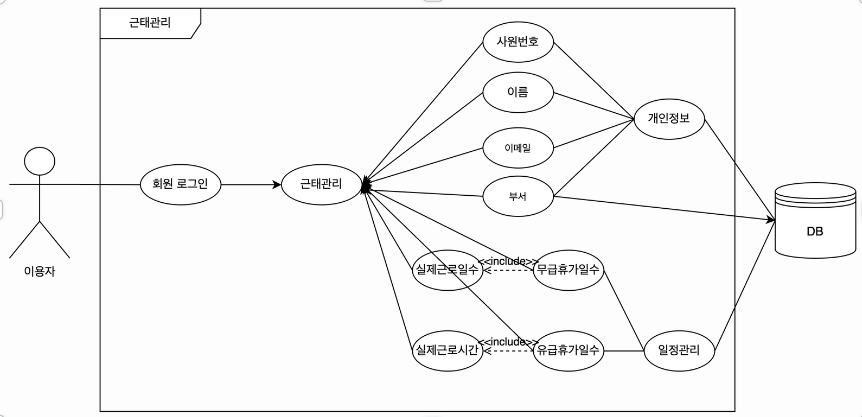 근태관리
사원번호
이름
개인정보
이메일
회원 로그인
근태관리
부서
DB
이용자
<<include>>
실제근로일수
무급휴가일수
<<include>>
실제근로시간
유급휴가일수
일정관리